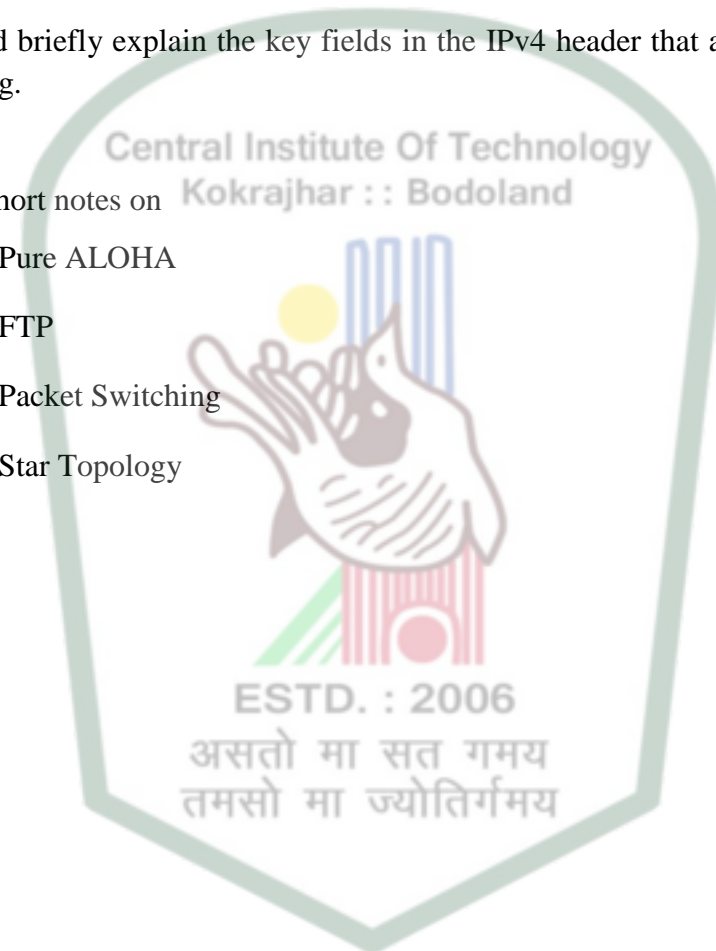 d briefly explain the key fields in the IPv4 header that a
g.
Central Institute Of Technology
Kokrajhar :: Bodoland
hort notes on
Pure ALOHA
FTP
Packet Switching
Star Topology
ESTD. : 2006
असतो मा सत गमय
तमसो मा ज्योतिर्गमय